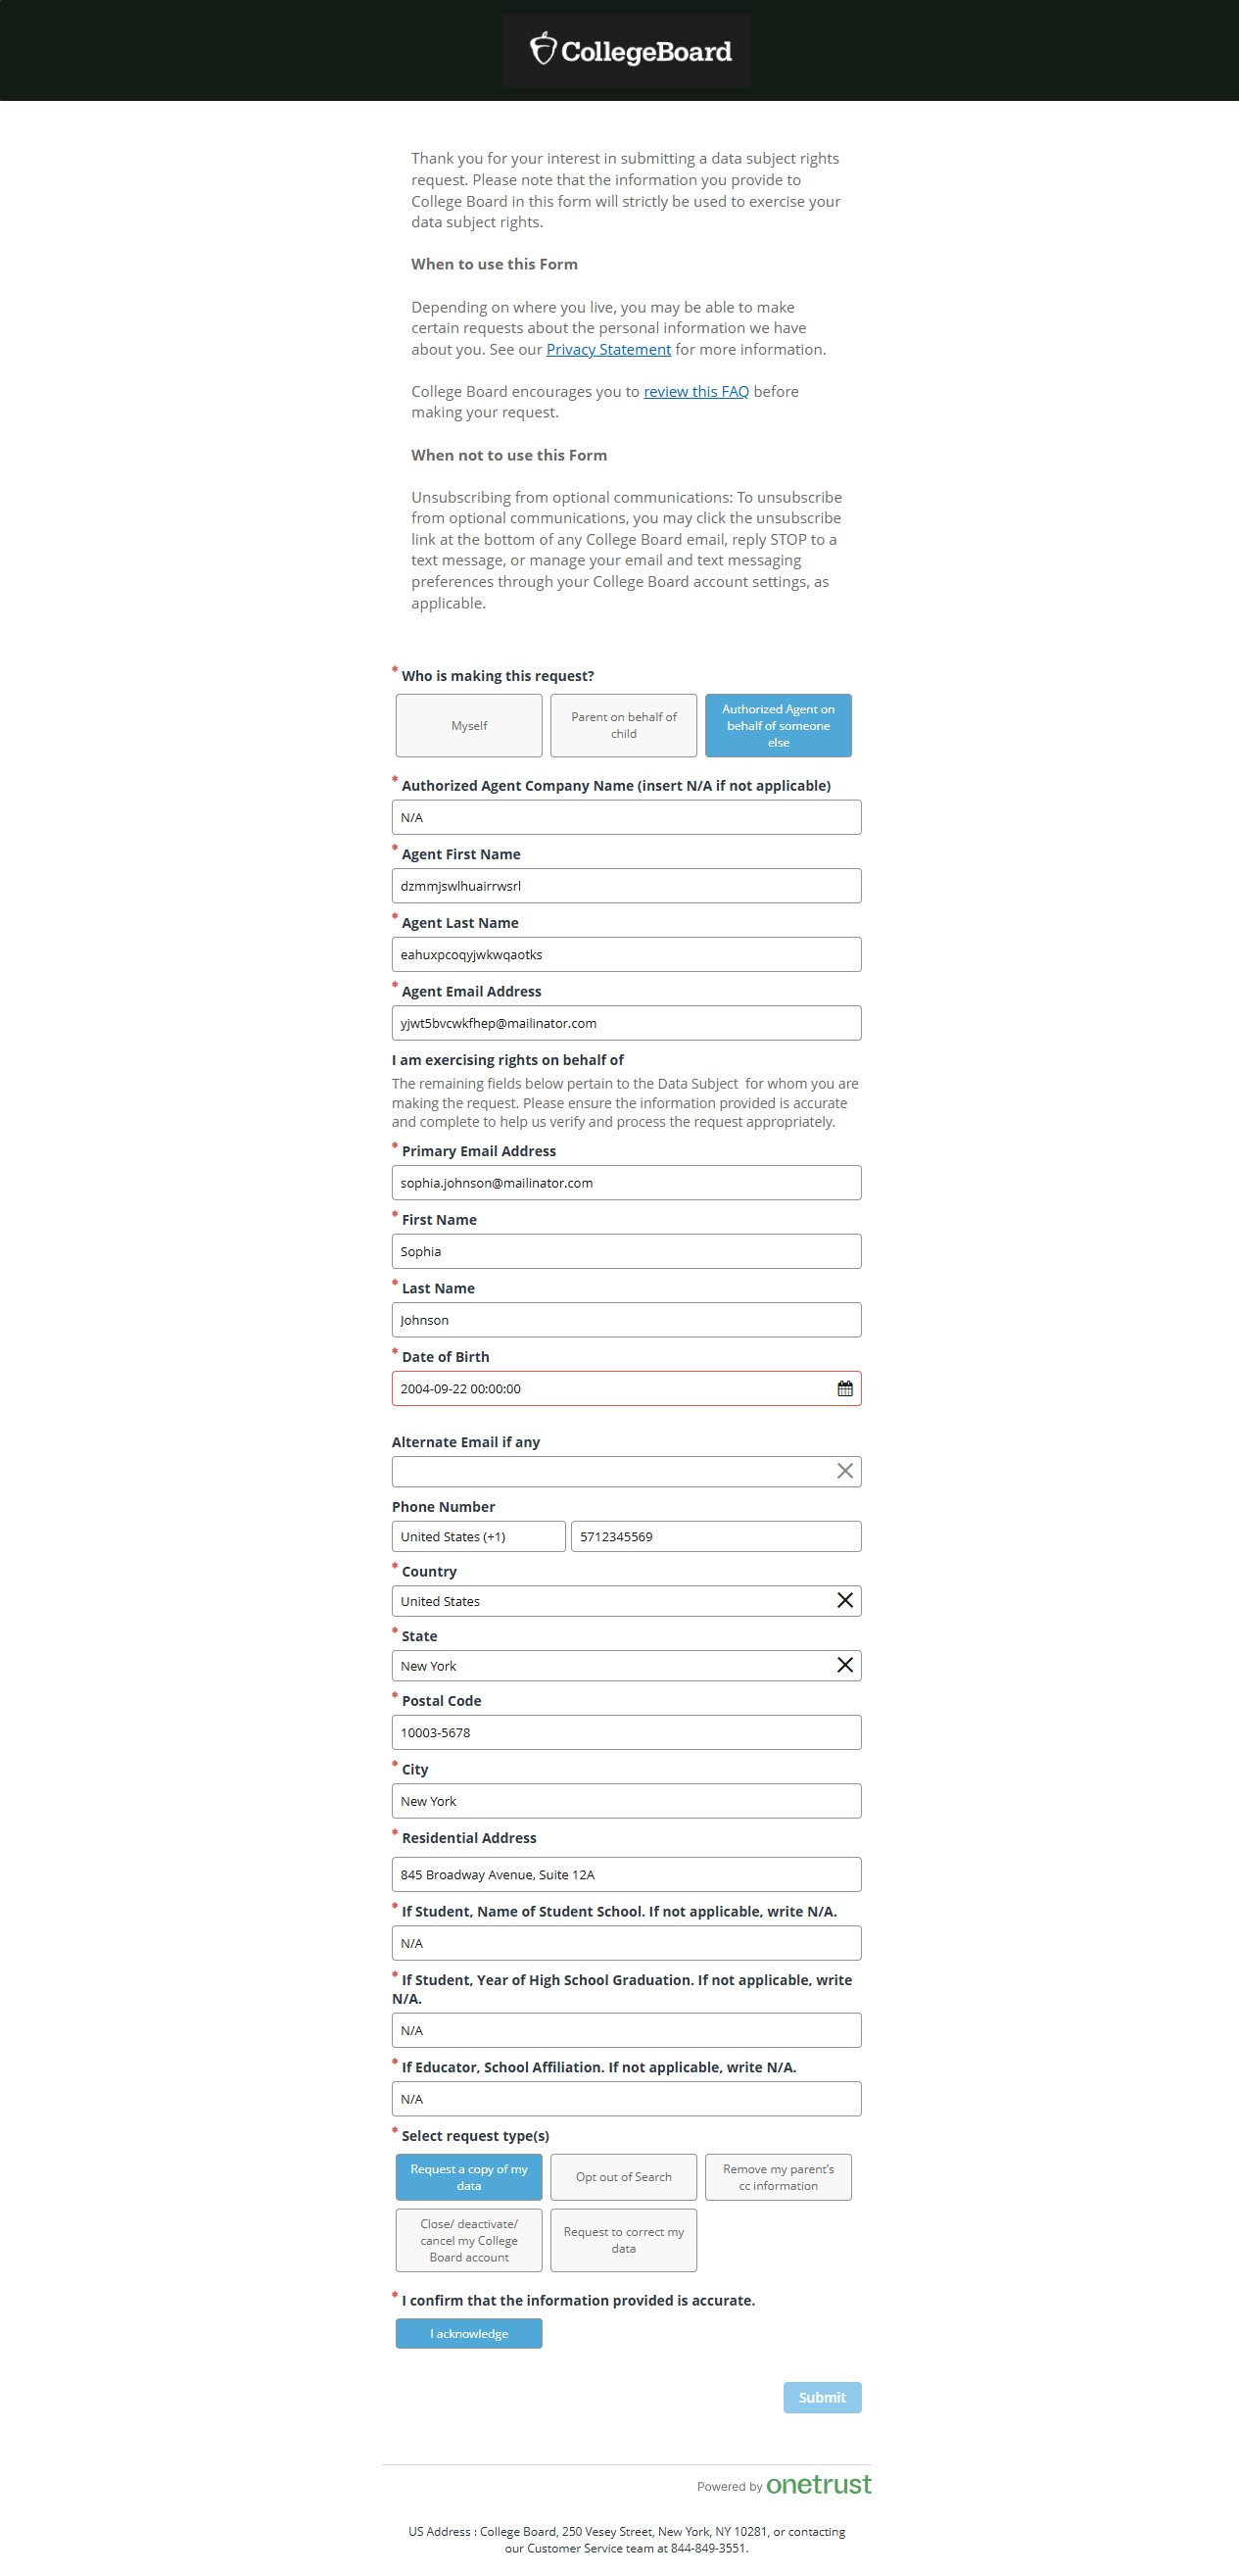 CollegeBoard
Thank you for your interest in submitting a data subject rights
request. Please note that the information you provide to
College Board in this form will strictly be used to exercise your
data subject rights.
When to use this Form
Depending on where you live, you may be able to make
certain requests about the personal information we have
about you. See our Privacy Statement for more information.
College Board encourages you to review this FAQ before
making your request.
When not to use this Form
Unsubscribing from optional communications: To unsubscribe
from optional communications, you may click the unsubscribe
link at the bottom of any College Board email, reply STOP to a
text message, or manage your email and text messaging
preferences through your College Board account settings, as
applicable.
* Who is making this request?
Myself
Parent on behalf of
child
Authorized Agent on
behalf of someone
else
* Authorized Agent Company Name (insert N/A if not applicable)
N/A
* Agent First Name
dzmmjswlhuairrwsrl
* Agent Last Name
eahuxpcoqyjwkwqaotks
* Agent Email Address
yjwt5bvcwkfhep@mailinator.com
I am exercising rights on behalf of
The remaining fields below pertain to the Data Subject  for whom you are
making the request. Please ensure the information provided is accurate
and complete to help us verify and process the request appropriately.
* Primary Email Address
sophia.johnson@mailinator.com
* First Name
Sophia
* Last Name
Johnson
* Date of Birth
2004-09-22 00:00:00
Alternate Email if any
Phone Number
United States (+1) 5712345569
* Country
United States
* State
New York
* Postal Code
10003-5678
* City
New York
* Residential Address
845 Broadway Avenue, Suite 12A
* If Student, Name of Student School. If not applicable, write N/A.
N/A
* If Student, Year of High School Graduation. If not applicable, write
N/A.
N/A
* If Educator, School Affiliation. If not applicable, write N/A.
N/A
* Select request type(s)
Request a copy of my
data
Opt out of Search
Remove my parent's
cc information
Close/ deactivate/
cancel my College
Board account
Request to correct my
data
* I confirm that the information provided is accurate.
I acknowledge
Submit
Powered by onetrust
US Address : College Board, 250 Vesey Street, New York, NY 10281, or contacting
our Customer Service team at 844-849-3551.